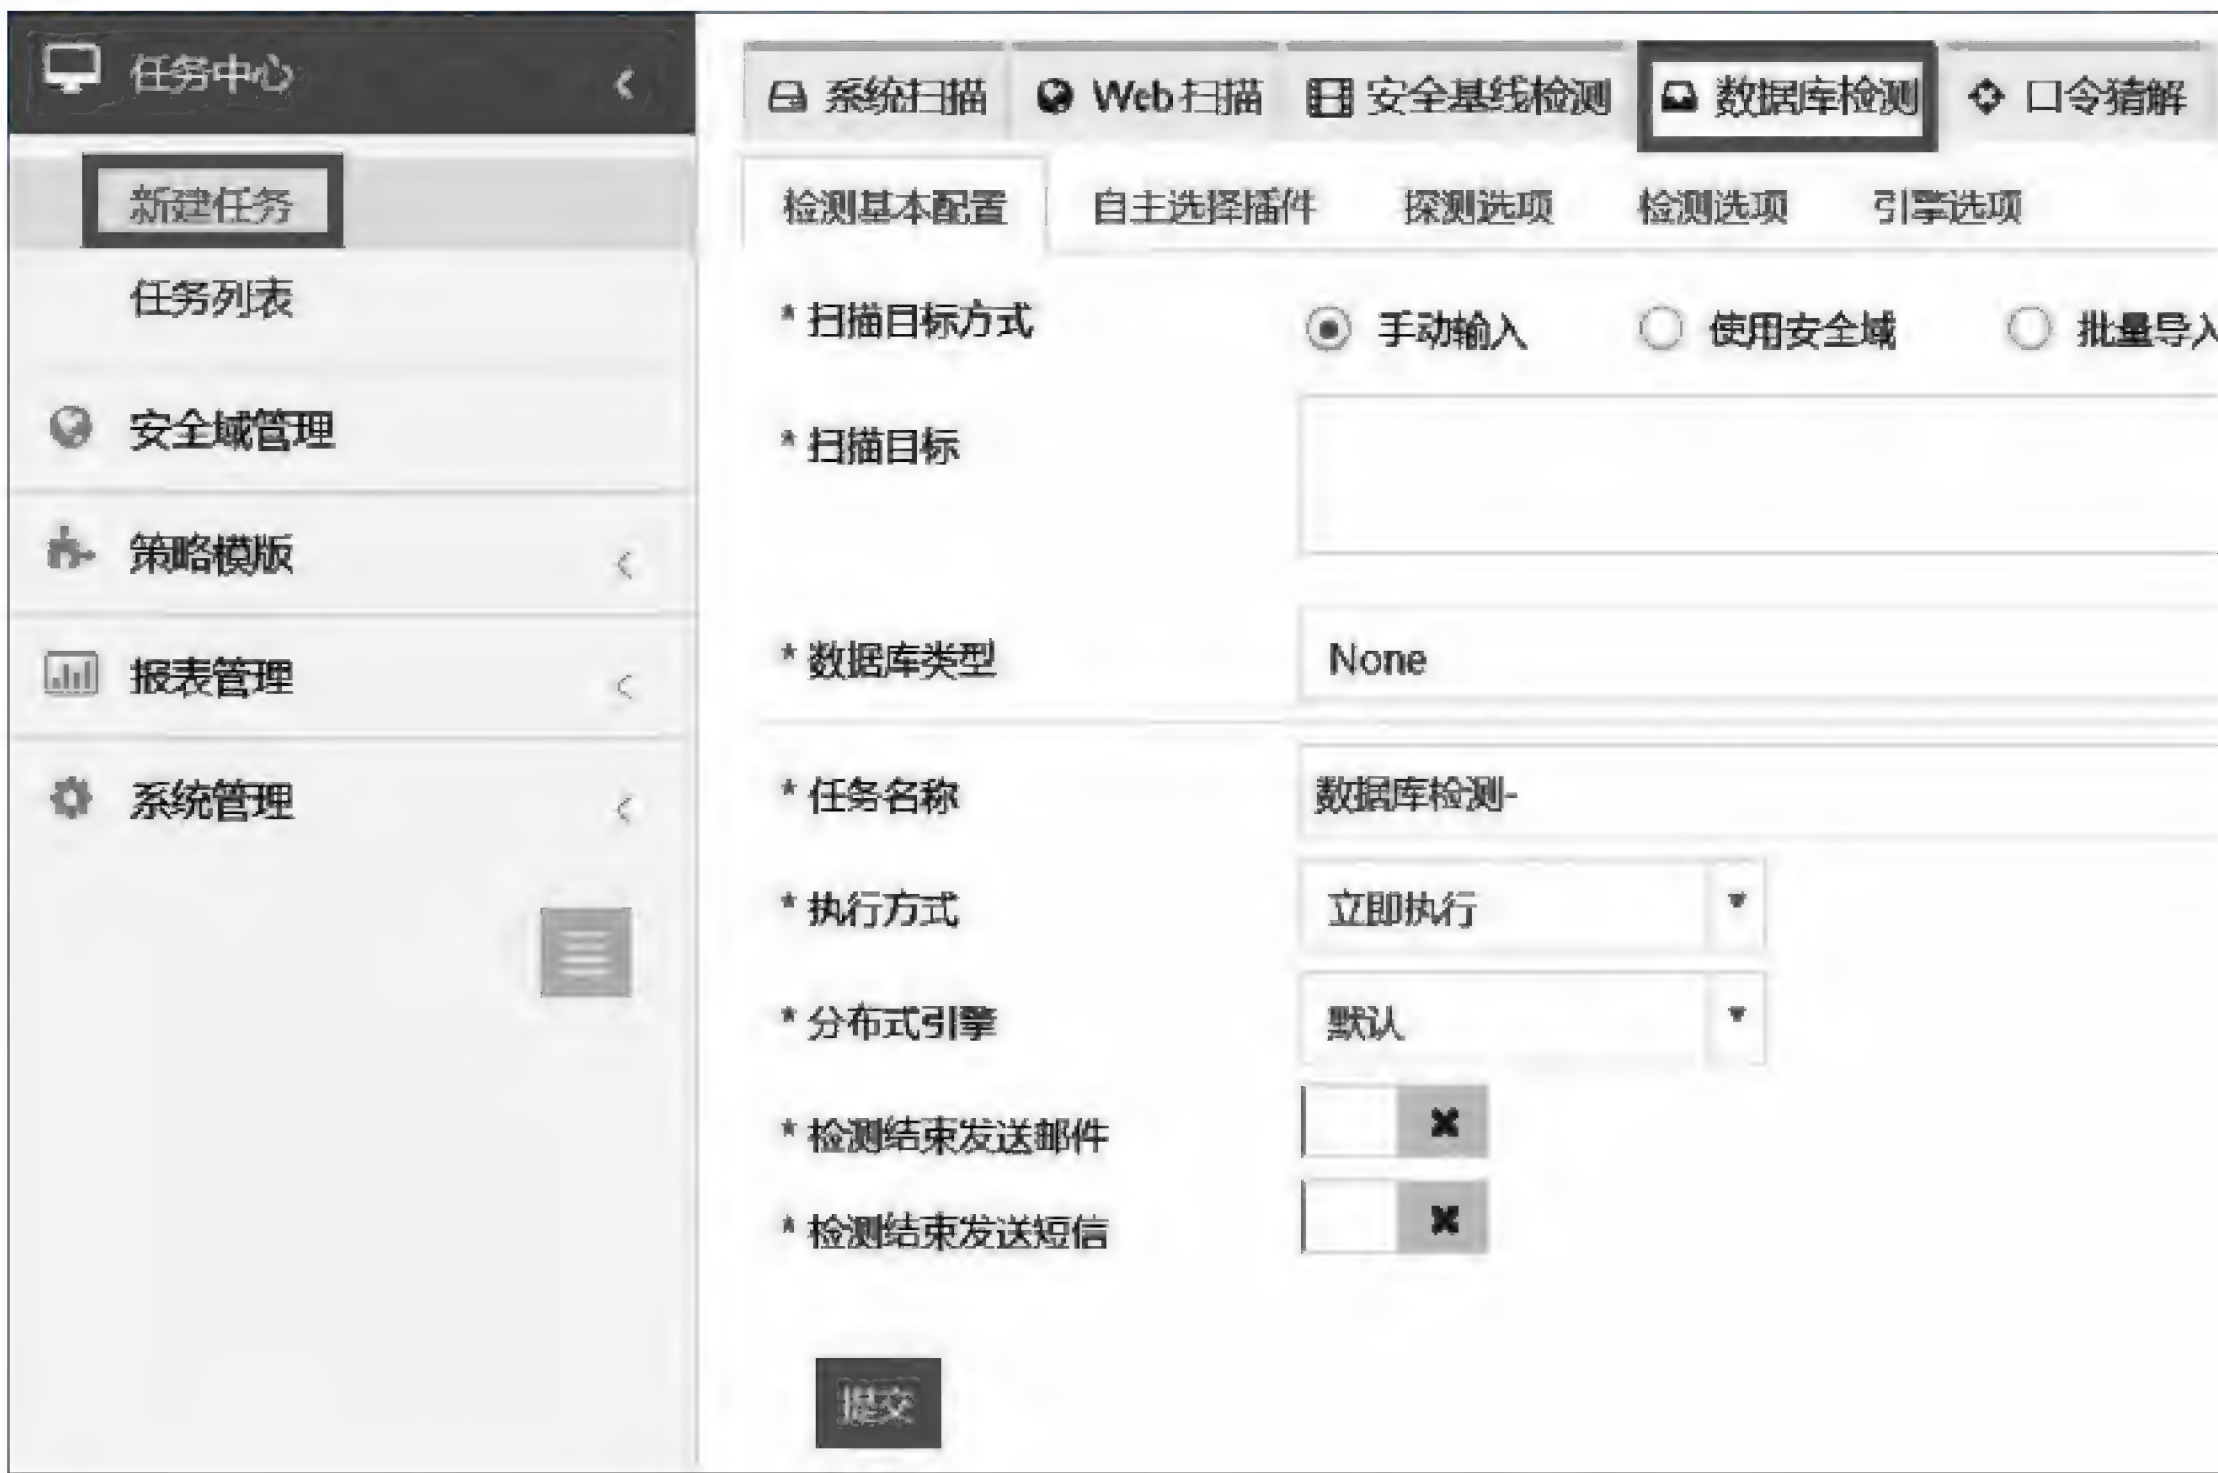 任务中心
新建任务
任务列表
安全域管理
策略模版
报表管理
系统管理
系统扫描 Web 扫描 安全基线检测 数据库检测 口令猜解
检测基本配置 自主选择插件 探测选项 检测选项 引擎选项
* 扫描目标方式 手动输入 使用安全域 批量导入
* 扫描目标
* 数据库类型 None
* 任务名称 数据库检测-
* 执行方式 立即执行
* 分布式引擎 默认
* 检测结束发送邮件
* 检测结束发送短信
提交